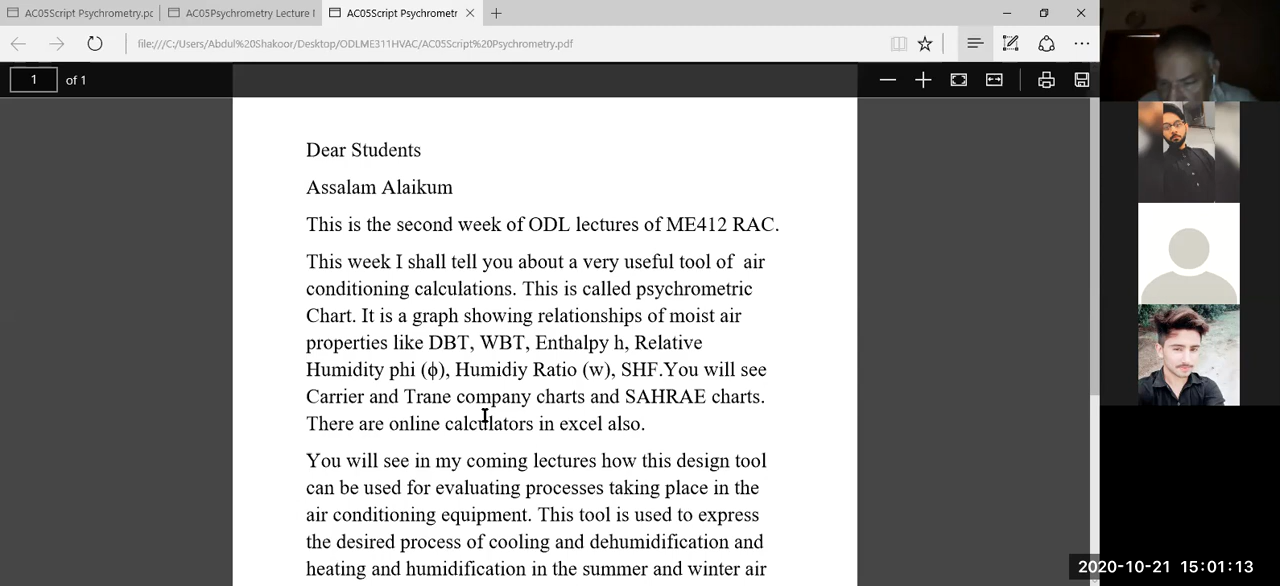 AC05Script Psychrometry.pc
AC05Psychrometry Lecture
AC05Script Psychrometr
file:///C:/Users/Abdul%20Shakoor/Desktop/ODLME311HVAC/AC05Script%20Psychrometry.pdf
1 of 1
Dear Students
Assalam Alaikum
This is the second week of ODL lectures of ME412 RAC.
This week I shall tell you about a very useful tool of air
conditioning calculations. This is called psychrometric
Chart. It is a graph showing relationships of moist air
properties like DBT, WBT, Enthalpy h, Relative
Humidity phi (ϕ), Humidiy Ratio (w), SHF.You will see
Carrier and Trane company charts and SAHRAE charts.
There are online calculators in excel also.
You will see in my coming lectures how this design tool
can be used for evaluating processes taking place in the
air conditioning equipment. This tool is used to express
the desired process of cooling and dehumidification and
heating and humidification in the summer and winter air
2020-10-21 15:01:13